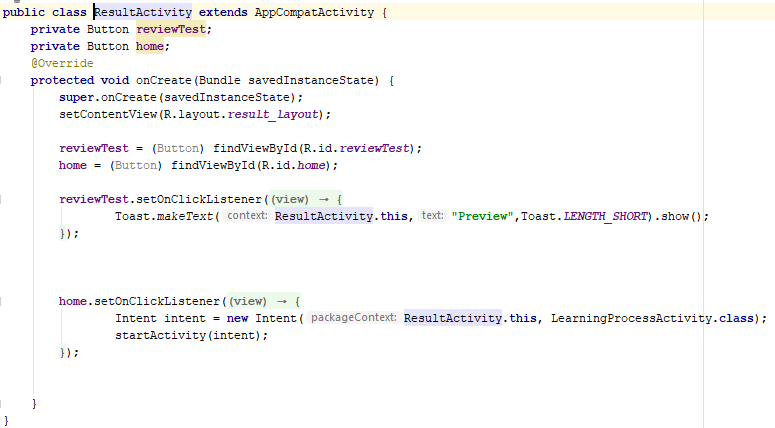 public class ResultActivity extends AppCompatActivity {
    private Button reviewTest;
    private Button home;
    @Override
    protected void onCreate(Bundle savedInstanceState) {
        super.onCreate(savedInstanceState);
        setContentView(R.layout.result_layout);
        reviewTest = (Button) findViewById(R.id.reviewTest);
        home = (Button) findViewById(R.id.home);
        reviewTest.setOnClickListener((view) → {
                Toast.makeText( context: ResultActivity.this, text: "Preview",Toast.LENGTH_SHORT).show();
        });
        home.setOnClickListener((view) → {
                Intent intent = new Intent( packageContext: ResultActivity.this, LearningProcessActivity.class);
                startActivity(intent);
        });
    }
}